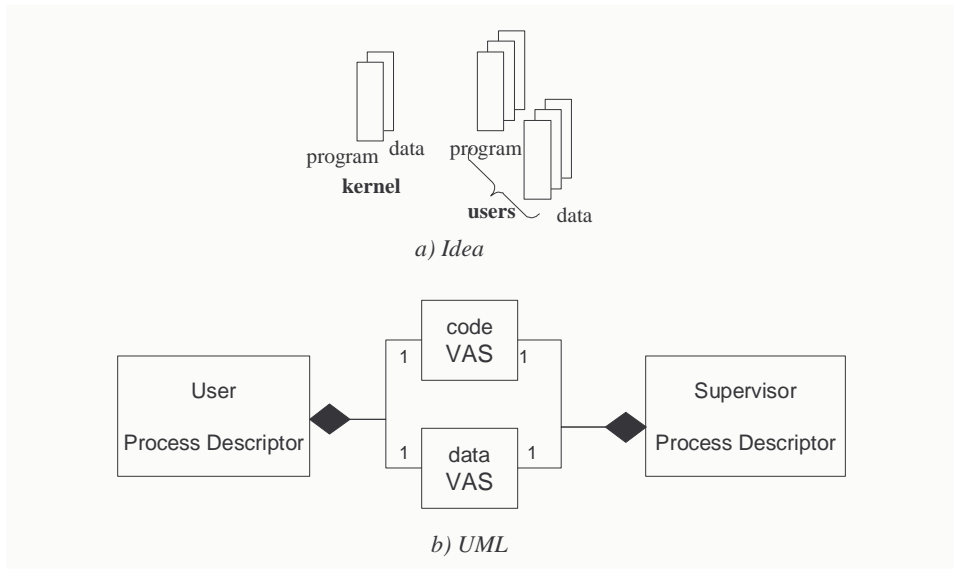 program
data
kernel
program
users
data
a) Idea
User
Process Descriptor
1
1
code
VAS
data
VAS
1
1
Supervisor
Process Descriptor
b) UML